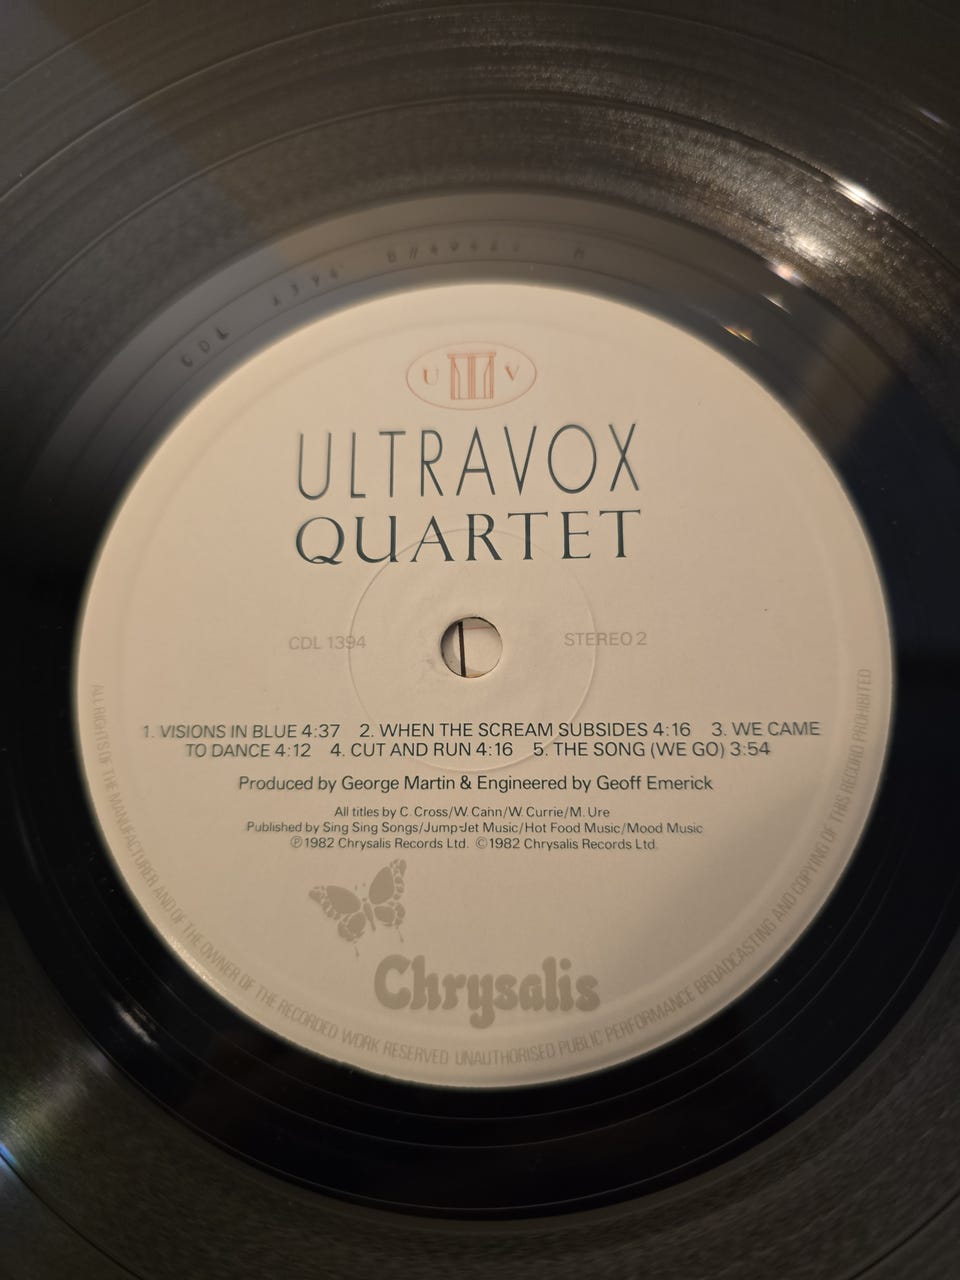 CDL 1394
U V
ULTRAVOX
QUARTET
CDL 1394 STEREO 2
1. VISIONS IN BLUE 4:37 2. WHEN THE SCREAM SUBSIDES 4:16 3. WE CAME
TO DANCE 4:12 4. CUT AND RUN 4:16 5. THE SONG (WE GO) 3:54
Produced by George Martin & Engineered by Geoff Emerick
All titles by C. Cross/W. Cann/W. Currie/M. Ure
Published by Sing Sing Songs/Jump-Jet Music/Hot Food Music/Mood Music
℗1982 Chrysalis Records Ltd. ©1982 Chrysalis Records Ltd.
Chrysalis
ALL RIGHTS OF THE MANUFACTURER AND OF THE OWNER OF THE RECORDED WORK RESERVED UNAUTHORISED PUBLIC PERFORMANCE BROADCASTING AND COPYING OF THIS RECORD PROHIBITED